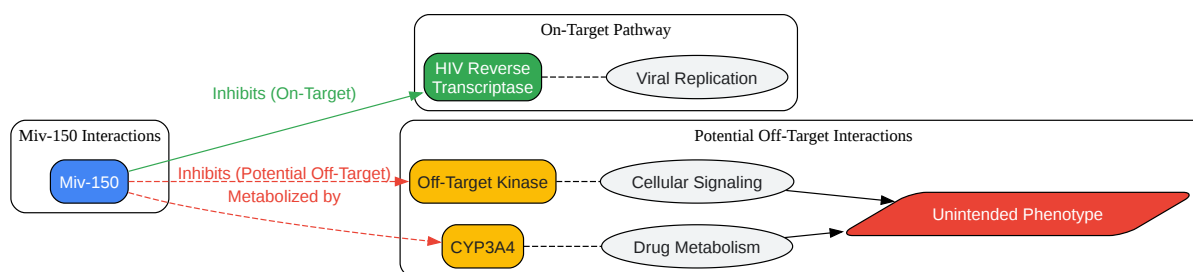 On-Target Pathway
HIV Reverse
Transcriptase
Viral Replication
Inhibits (On-Target)
Miv-150 Interactions
Miv-150
Potential Off-Target Interactions
Inhibits (Potential Off-Target)
Off-Target Kinase
Cellular Signaling
Metabolized by
Unintended Phenotype
CYP3A4
Drug Metabolism